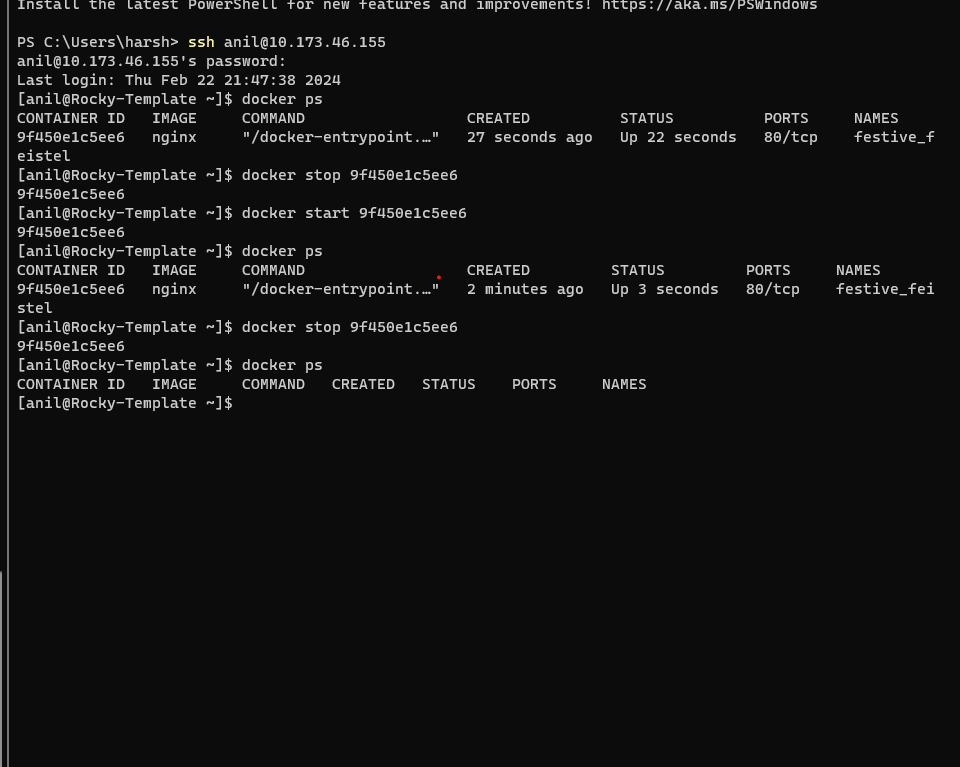 Install the latest PowerShell for new features and improvements! https://aka.ms/PSWindows
PS C:\Users\harsh> ssh anil@10.173.46.155
anil@10.173.46.155's password:
Last login: Thu Feb 22 21:47:38 2024
[anil@Rocky-Template ~]$ docker ps
CONTAINER ID   IMAGE     COMMAND                  CREATED          STATUS          PORTS     NAMES
9f450e1c5ee6   nginx     "/docker-entrypoint.…"   27 seconds ago   Up 22 seconds   80/tcp    festive_f
eistel
[anil@Rocky-Template ~]$ docker stop 9f450e1c5ee6
9f450e1c5ee6
[anil@Rocky-Template ~]$ docker start 9f450e1c5ee6
9f450e1c5ee6
[anil@Rocky-Template ~]$ docker ps
CONTAINER ID   IMAGE     COMMAND                  CREATED         STATUS         PORTS     NAMES
9f450e1c5ee6   nginx     "/docker-entrypoint.…"   2 minutes ago   Up 3 seconds   80/tcp    festive_fei
stel
[anil@Rocky-Template ~]$ docker stop 9f450e1c5ee6
9f450e1c5ee6
[anil@Rocky-Template ~]$ docker ps
CONTAINER ID   IMAGE     COMMAND   CREATED   STATUS    PORTS     NAMES
[anil@Rocky-Template ~]$